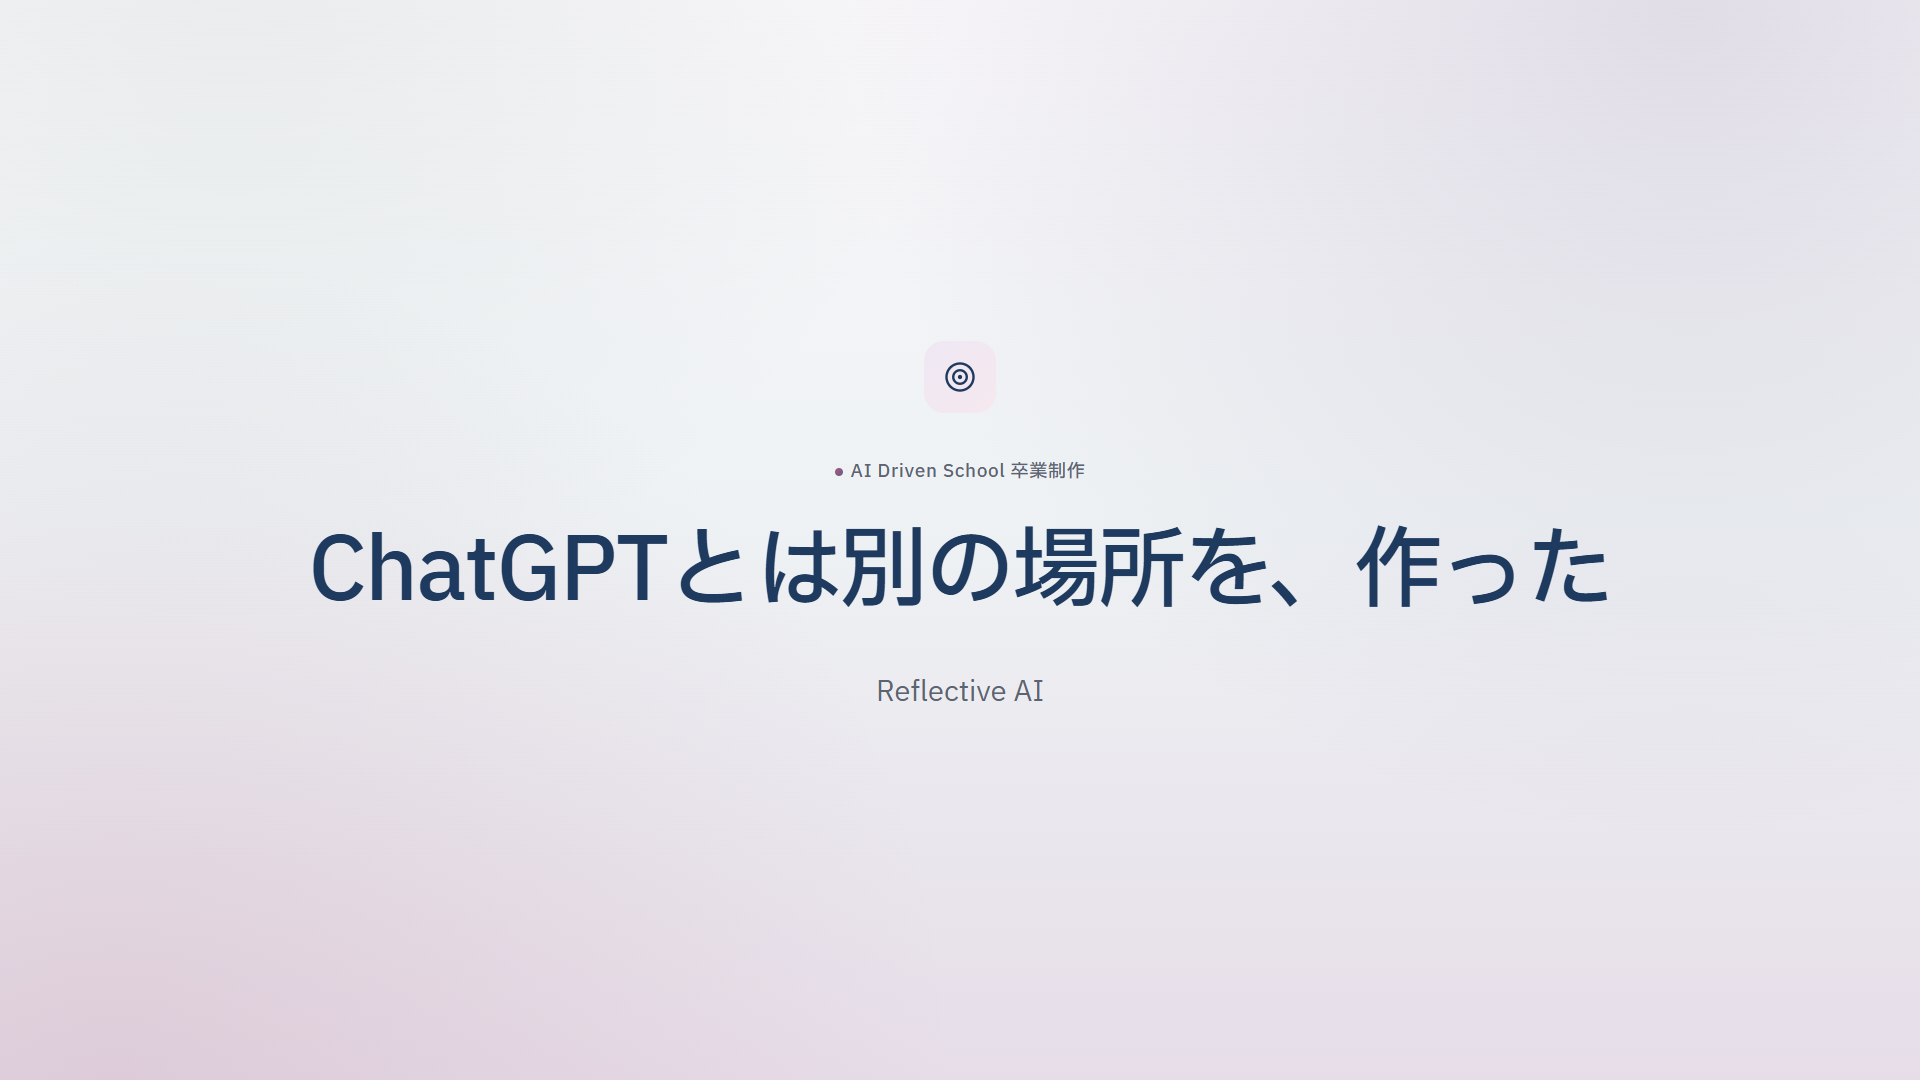 AI Driven School 卒業制作
ChatGPTとは別の場所を、作った
Reflective AI